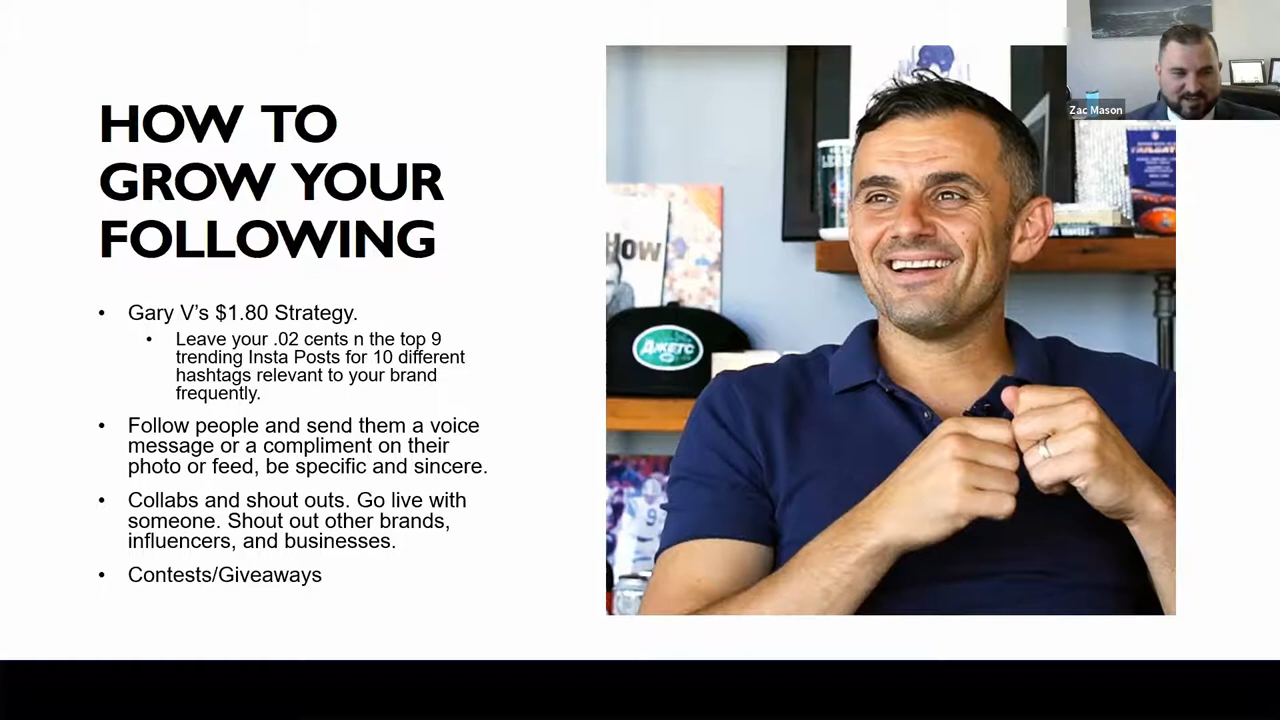 HOW TO
GROW YOUR
FOLLOWING
• Gary V's $1.80 Strategy.
• Leave your .02 cents n the top 9
trending Insta Posts for 10 different
hashtags relevant to your brand
frequently.
• Follow people and send them a voice
message or a compliment on their
photo or feed, be specific and sincere.
• Collabs and shout outs. Go live with
someone. Shout out other brands,
influencers, and businesses.
• Contests/Giveaways
Zac Mason
How
ДЖЕТС